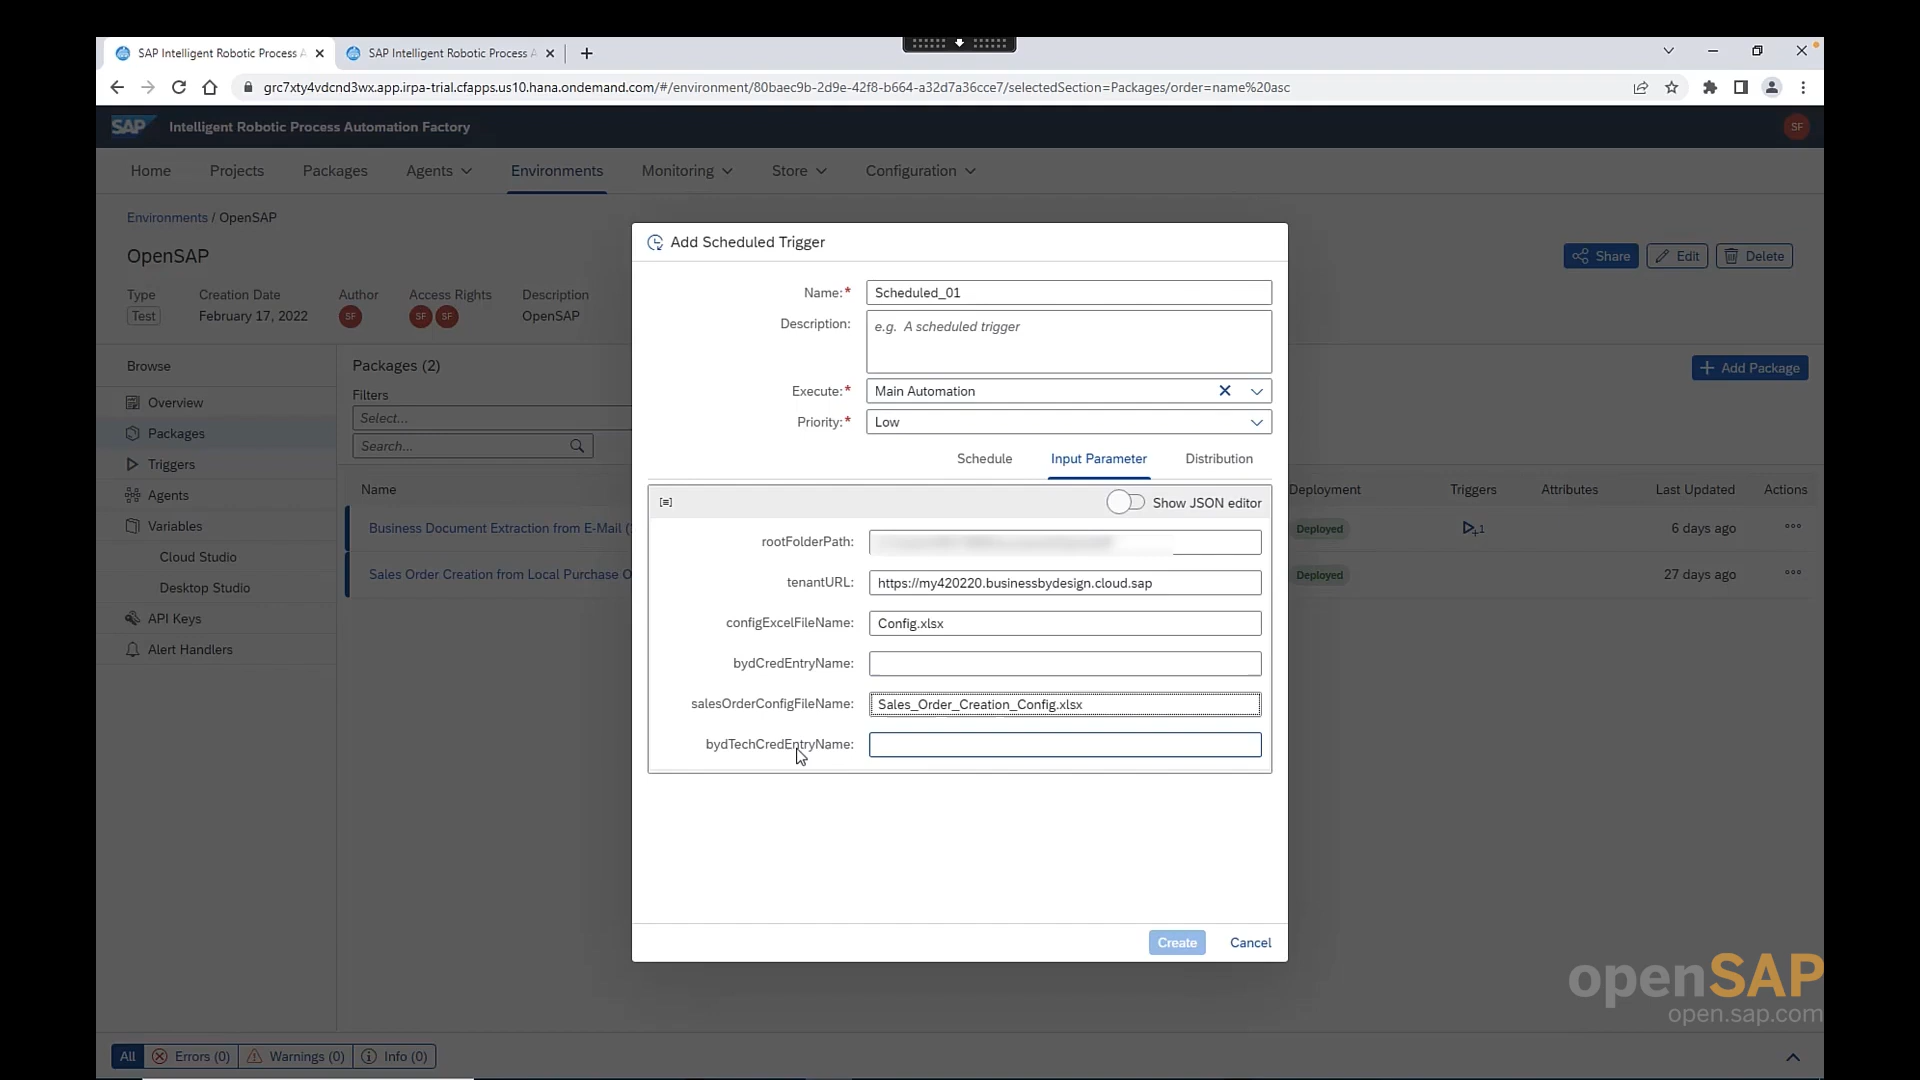 SAP Intelligent Robotic Process A
SAP Intelligent Robotic Process A
grc7xty4vdcnd3wx.app.irpa-trial.cfapps.us10.hana.ondemand.com/#/environment/80baec9b-2d9e-42f8-b664-a32d7a36cce7/selectedSection=Packages/order=name%20asc
SAP Intelligent Robotic Process Automation Factory SF
Home Projects Packages Agents Environments Monitoring Store Configuration
Environments / OpenSAP
OpenSAP
Share Edit Delete
Type Creation Date Author Access Rights Description
Test February 17, 2022 SF SF SF OpenSAP
Browse
Overview
Packages
Triggers
Agents
Variables
Cloud Studio
Desktop Studio
API Keys
Alert Handlers
Packages (2)
Add Package
Filters
Select...
Search...
Name Deployment Triggers Attributes Last Updated Actions
Business Document Extraction from E-Mail ( Deployed 1 6 days ago
Sales Order Creation from Local Purchase O Deployed 27 days ago
Add Scheduled Trigger
Name:* Scheduled_01
Description: e.g. A scheduled trigger
Execute:* Main Automation
Priority:* Low
Schedule Input Parameter Distribution
Show JSON editor
rootFolderPath:
tenantURL: https://my420220.businessbydesign.cloud.sap
configExcelFileName: Config.xlsx
bydCredEntryName:
salesOrderConfigFileName: Sales_Order_Creation_Config.xlsx
bydTechCredEntryName:
Create Cancel
All Errors (0) Warnings (0) Info (0)
openSAP
open.sap.com